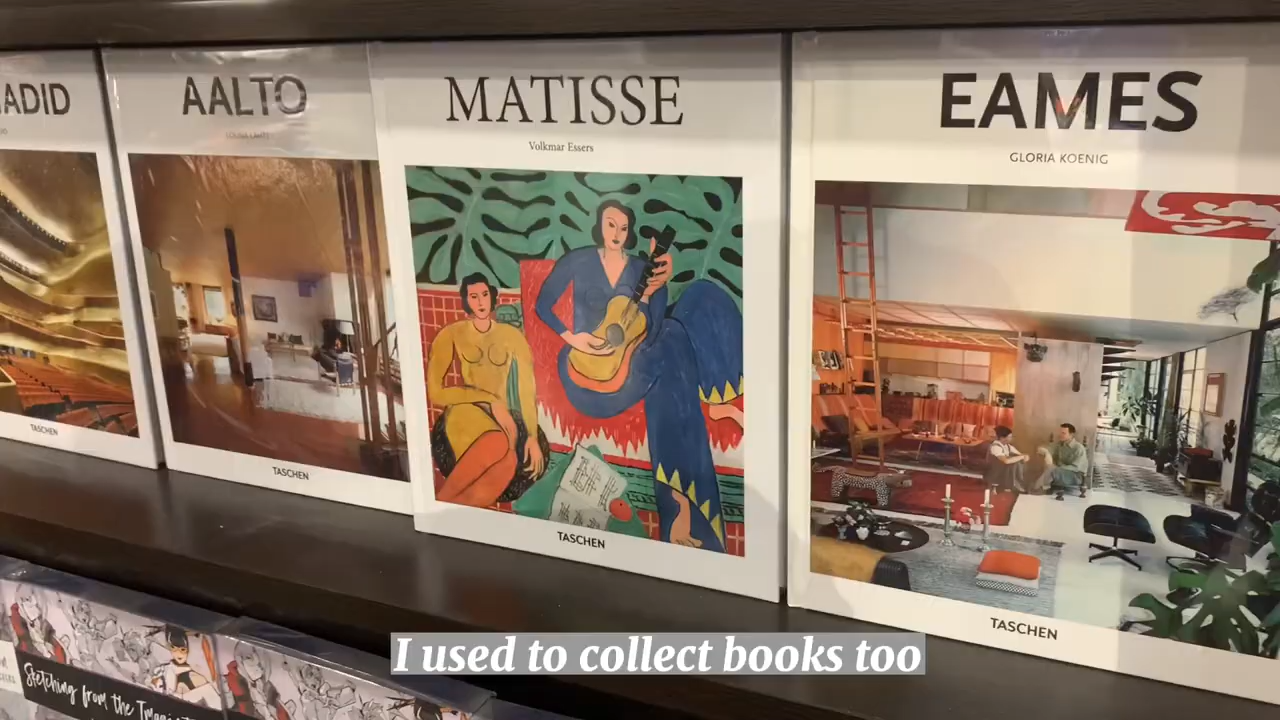 ADID
TASCHEN
AALTO
TASCHEN
MATISSE
Volkmar Essers
TASCHEN
EAMES
GLORIA KOENIG
TASCHEN
Sketching from the
I used to collect books too